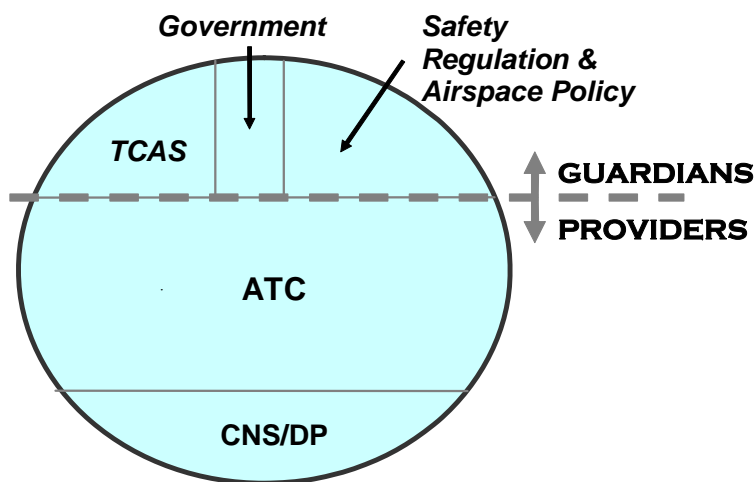 Government
Safety
Regulation &
Airspace Policy
TCAS
GUARDIANS
PROVIDERS
ATC
CNS/DP